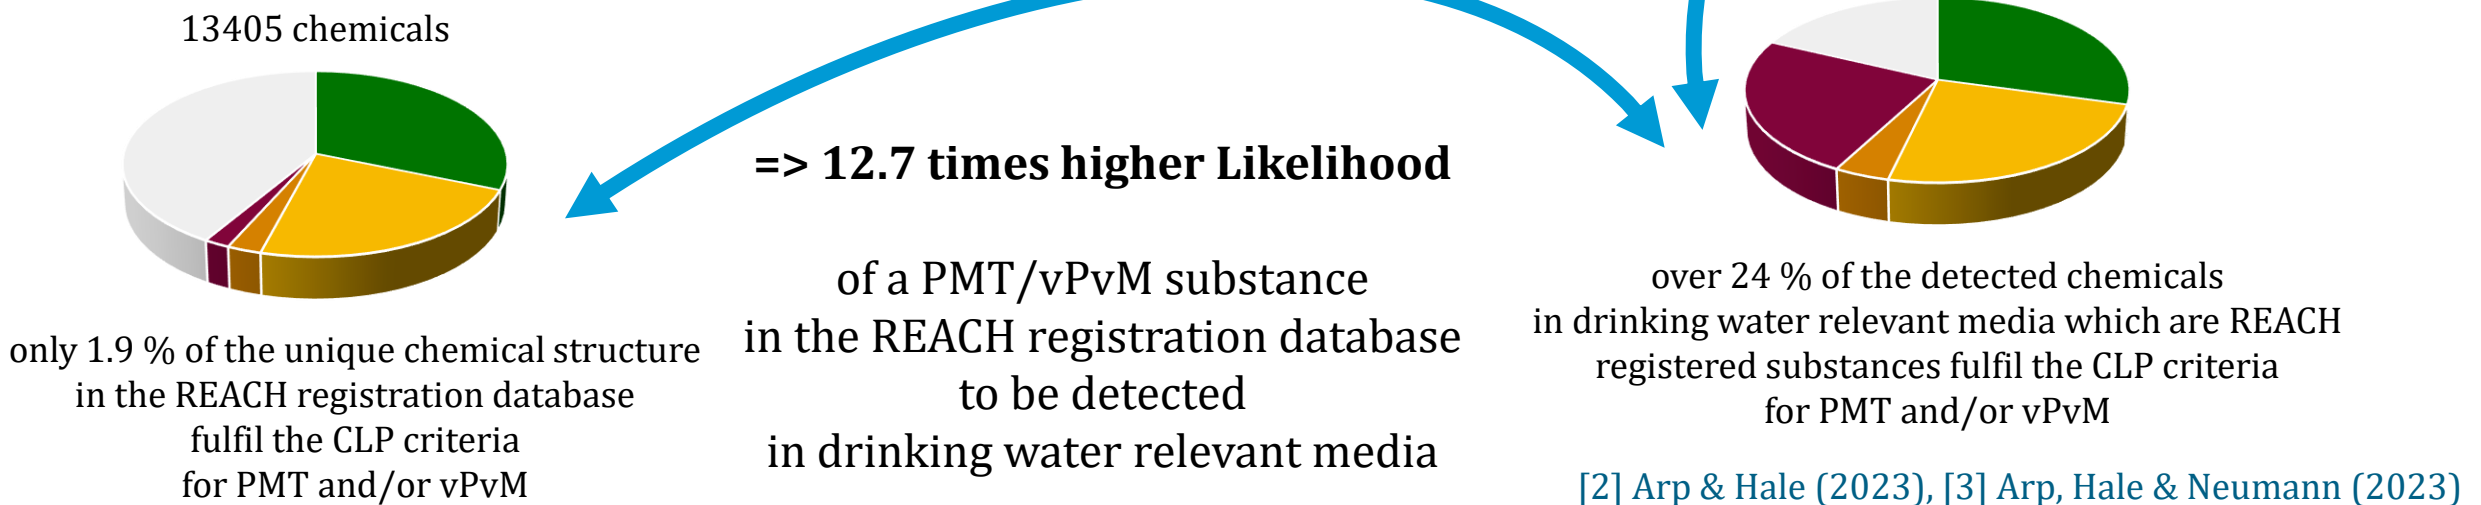 13405 chemicals
only 1.9 % of the unique chemical structure
in the REACH registration database
fulfil the CLP criteria
for PMT and/or vPvM
=> 12.7 times higher Likelihood
of a PMT/vPvM substance
in the REACH registration database
to be detected
in drinking water relevant media
over 24 % of the detected chemicals
in drinking water relevant media which are REACH
registered substances fulfil the CLP criteria
for PMT and/or vPvM
[2] Arp & Hale (2023), [3] Arp, Hale & Neumann (2023)